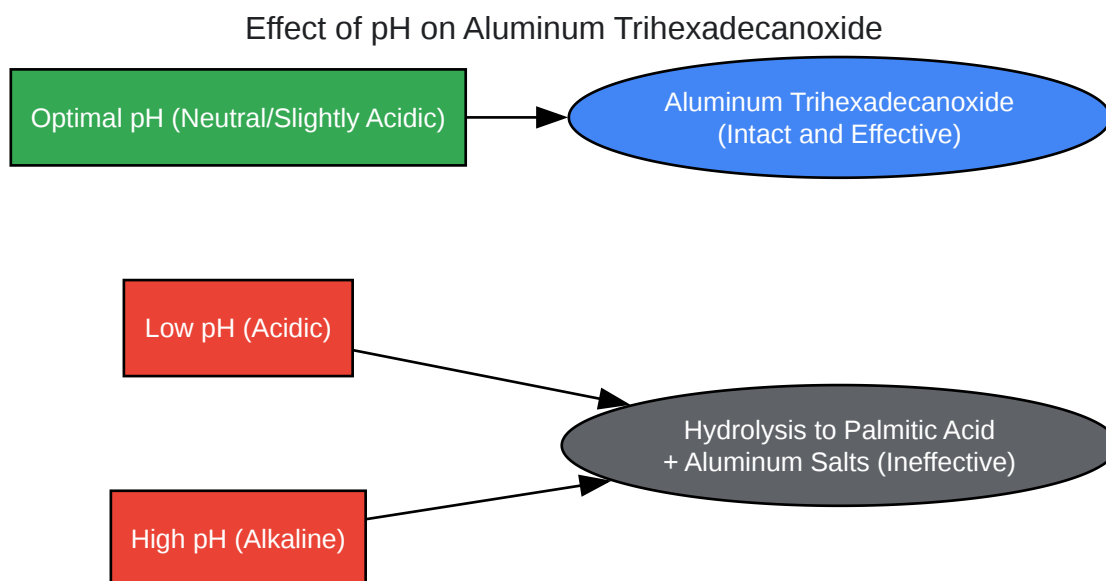 Effect of pH on Aluminum Trihexadecanoxide
Optimal pH (Neutral/Slightly Acidic)
Aluminum Trihexadecanoxide
(Intact and Effective)
Low pH (Acidic)
Hydrolysis to Palmitic Acid
+ Aluminum Salts (Ineffective)
High pH (Alkaline)